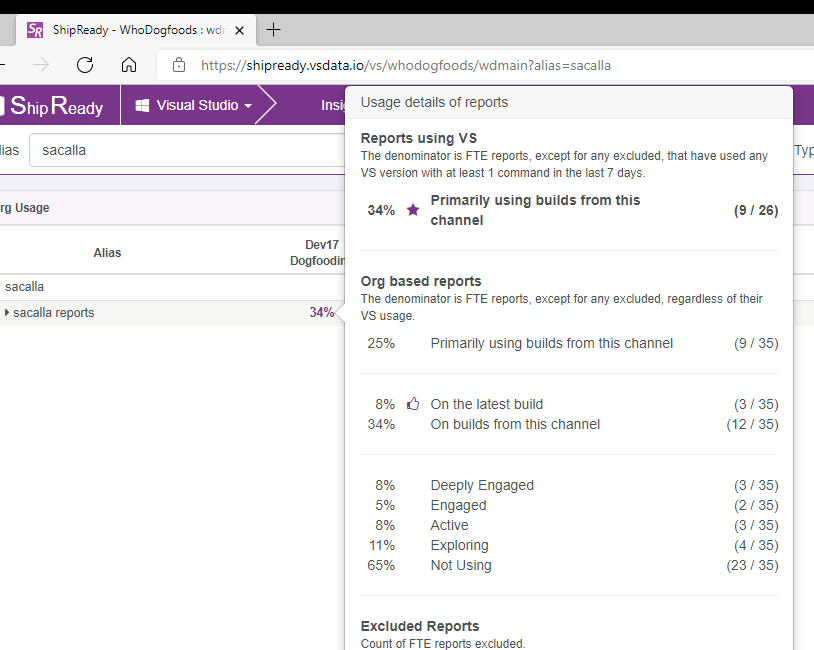 SR ShipReady - WhoDogfoods : wdr
https://shipready.vsdata.io/vs/whodogfoods/wdmain?alias=sacalla
ShipReady
Visual Studio
Insig
lias
sacalla
Typ
rg Usage
Alias
Dev17
Dogfoodin
sacalla
sacalla reports
34%
Usage details of reports
Reports using VS
The denominator is FTE reports, except for any excluded, that have used any
VS version with at least 1 command in the last 7 days.
34% Primarily using builds from this
channel (9 / 26)
Org based reports
The denominator is FTE reports, except for any excluded, regardless of their
VS usage.
25% Primarily using builds from this channel (9 / 35)
8% On the latest build (3 / 35)
34% On builds from this channel (12 / 35)
8% Deeply Engaged (3 / 35)
5% Engaged (2 / 35)
8% Active (3 / 35)
11% Exploring (4 / 35)
65% Not Using (23 / 35)
Excluded Reports
Count of FTE reports excluded.